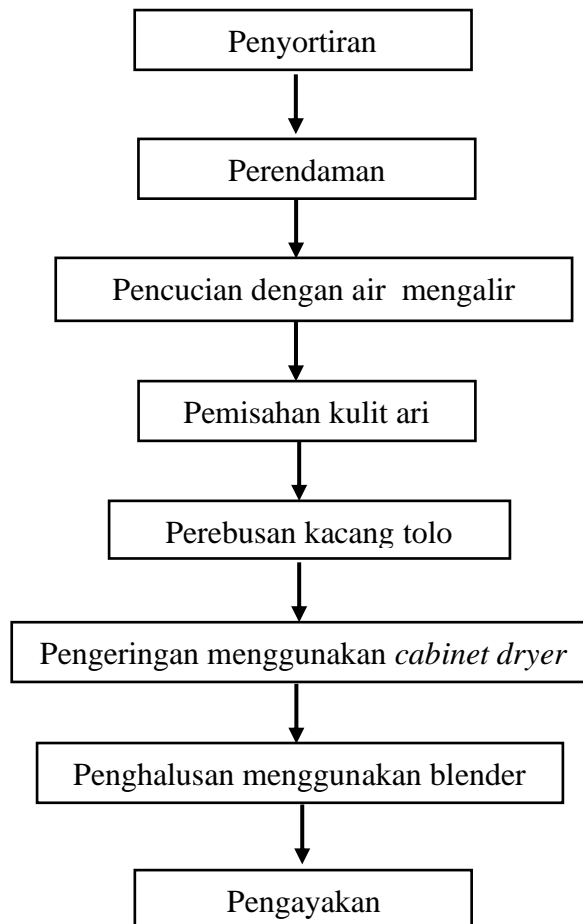 Penyortiran
Perendaman
Pencucian dengan air mengalir
Pemisahan kulit ari
Perebusan kacang tolo
Pengeringan menggunakan cabinet dryer
Penghalusan menggunakan blender
Pengayakan